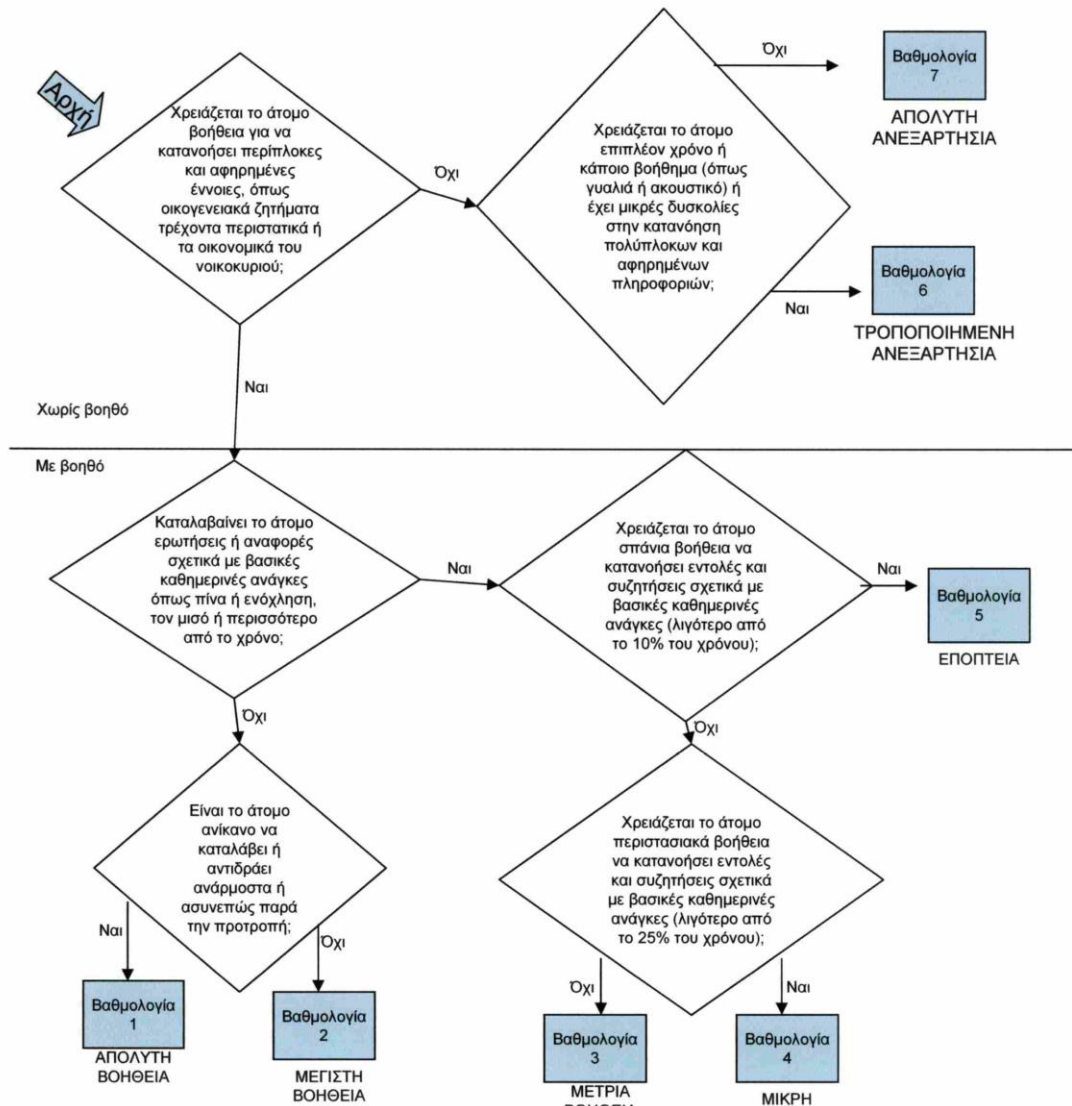 Αρχή
Χρειάζεται το άτομο
βοήθεια για να
κατανοήσει περίπλοκες
και αφηρημένες
έννοιες, όπως
οικογενειακά ζητήματα
τρέχοντα περιστατικά ή
τα οικονομικά του
νοικοκυριού;
Όχι
Χρειάζεται το άτομο
επιπλέον χρόνο ή
κάποιο βοήθημα (όπως
γυαλιά ή ακουστικό) ή
έχει μικρές δυσκολίες
στην κατανόηση
πολύπλοκων και
αφηρημένων
πληροφοριών;
Όχι
Βαθμολογία
7
ΑΠΟΛΥΤΗ
ΑΝΕΞΑΡΤΗΣΙΑ
Ναι
Βαθμολογία
6
ΤΡΟΠΟΠΟΙΗΜΕΝΗ
ΑΝΕΞΑΡΤΗΣΙΑ
Ναι
Χωρίς βοηθό
Με βοηθό
Καταλαβαίνει το άτομο
ερωτήσεις ή αναφορές
σχετικά με βασικές
καθημερινές ανάγκες
όπως πίνα ή ενόχληση,
τον μισό ή περισσότερο
από το χρόνο;
Ναι
Χρειάζεται το άτομο
σπάνια βοήθεια να
κατανοήσει εντολές και
συζητήσεις σχετικά με
βασικές καθημερινές
ανάγκες (λιγότερο από
το 10% του χρόνου);
Ναι
Βαθμολογία
5
ΕΠΟΠΤΕΙΑ
Όχι
Όχι
Είναι το άτομο
ανίκανο να
καταλάβει ή
αντιδράει
ανάρμοστα ή
ασυνεπώς παρά
την προτροπή;
Χρειάζεται το άτομο
περιστασιακά βοήθεια
να κατανοήσει εντολές
και συζητήσεις σχετικά
με βασικές καθημερινές
ανάγκες (λιγότερο από
το 25% του χρόνου);
Ναι
Όχι
Όχι
Ναι
Βαθμολογία
1
ΑΠΟΛΥΤΗ
ΒΟΗΘΕΙΑ
Βαθμολογία
2
ΜΕΓΙΣΤΗ
ΒΟΗΘΕΙΑ
Βαθμολογία
3
ΜΕΤΡΙΑ
Βαθμολογία
4
ΜΙΚΡΗ